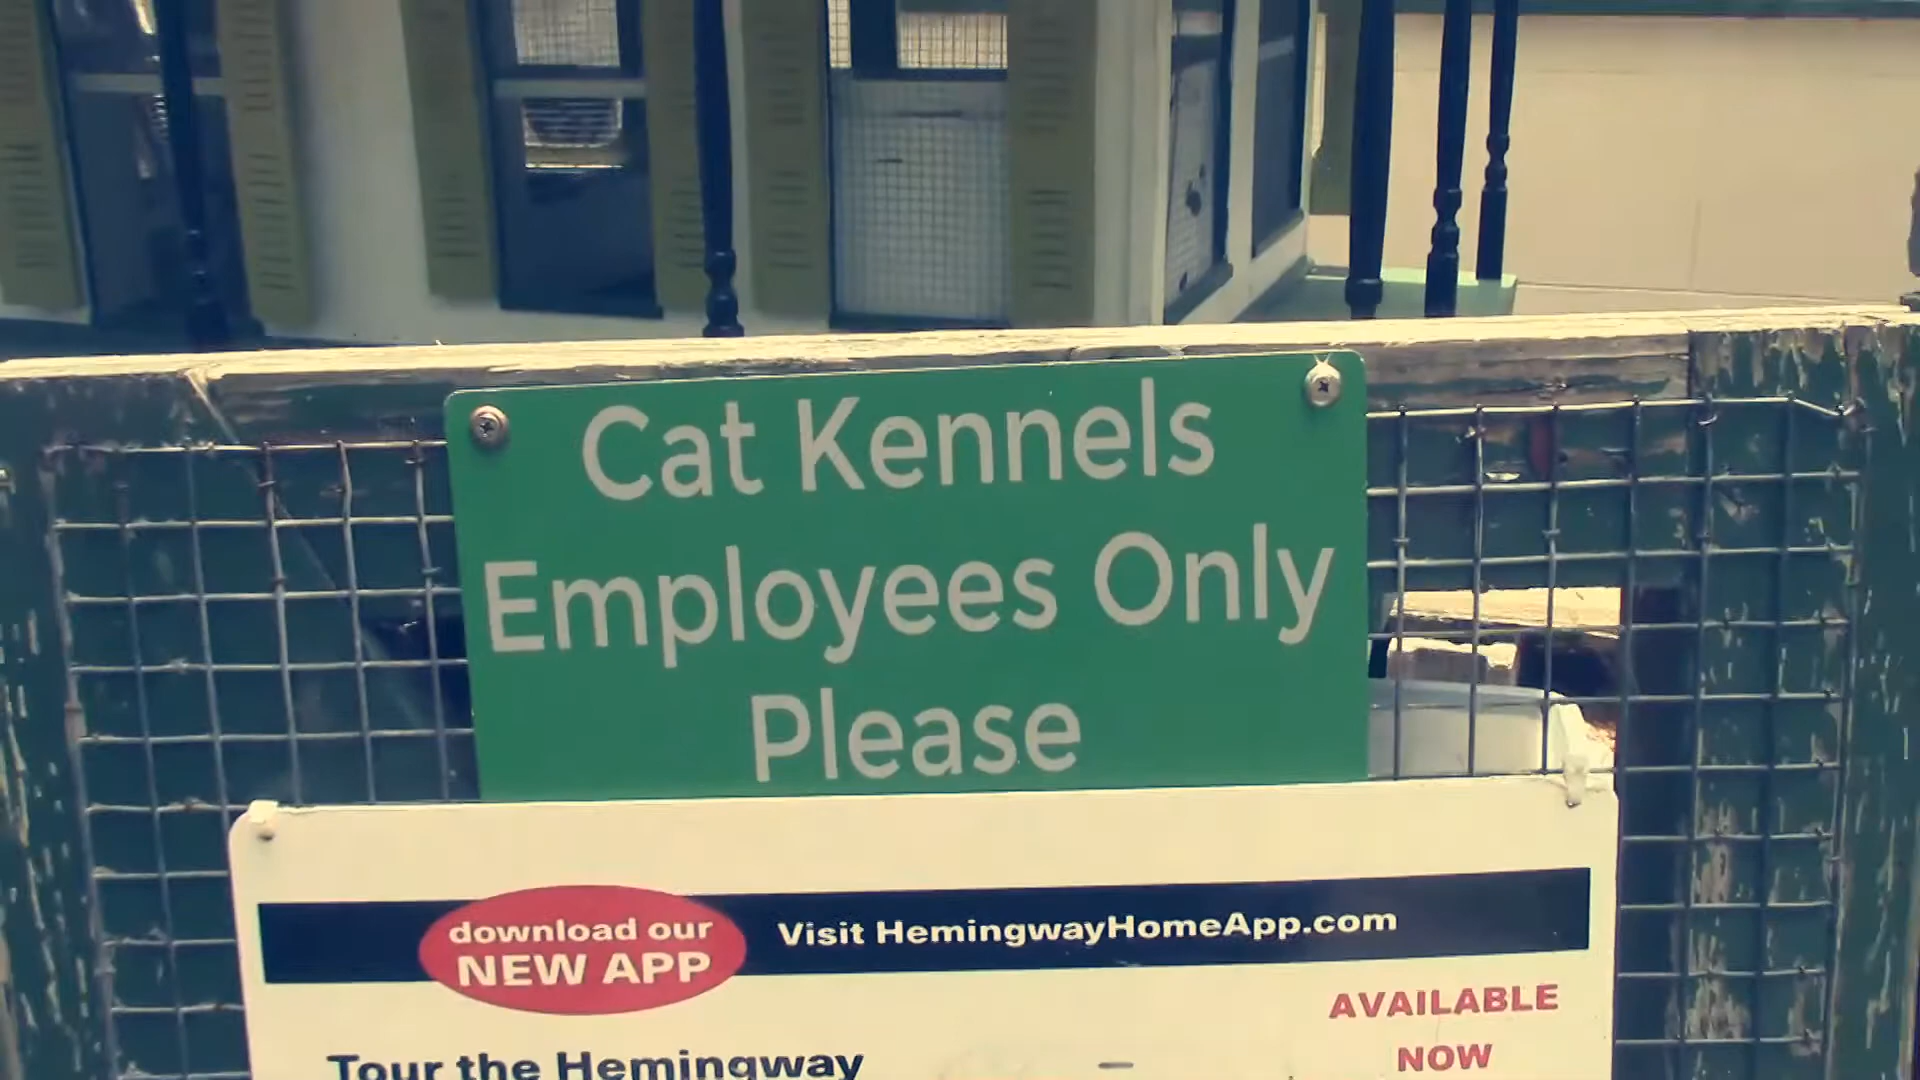 Cat Kennels
Employees Only
Please
download our
NEW APP
Visit HemingwayHomeApp.com
AVAILABLE
NOW
Tour the Hemingway